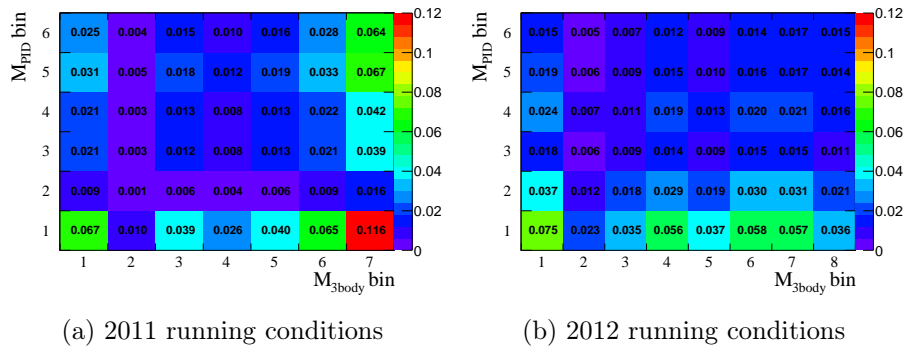 M_PID bin
6 0.025 0.004 0.015 0.010 0.016 0.028 0.064
5 0.031 0.005 0.018 0.012 0.019 0.033 0.067
4 0.021 0.003 0.013 0.008 0.013 0.022 0.042
3 0.021 0.003 0.012 0.008 0.013 0.021 0.039
2 0.009 0.001 0.006 0.004 0.006 0.009 0.016
1 0.067 0.010 0.039 0.026 0.040 0.065 0.116
1 2 3 4 5 6 7
M_3body bin
0.12
0.1
0.08
0.06
0.04
0.02
0
(a) 2011 running conditions
M_PID bin
6 0.015 0.005 0.007 0.012 0.009 0.014 0.017 0.015
5 0.019 0.006 0.009 0.015 0.010 0.016 0.017 0.014
4 0.024 0.007 0.011 0.019 0.013 0.020 0.021 0.016
3 0.018 0.006 0.009 0.014 0.009 0.015 0.015 0.011
2 0.037 0.012 0.018 0.029 0.019 0.030 0.031 0.021
1 0.075 0.023 0.035 0.056 0.037 0.058 0.057 0.036
1 2 3 4 5 6 7 8
M_3body bin
0.12
0.1
0.08
0.06
0.04
0.02
0
(b) 2012 running conditions